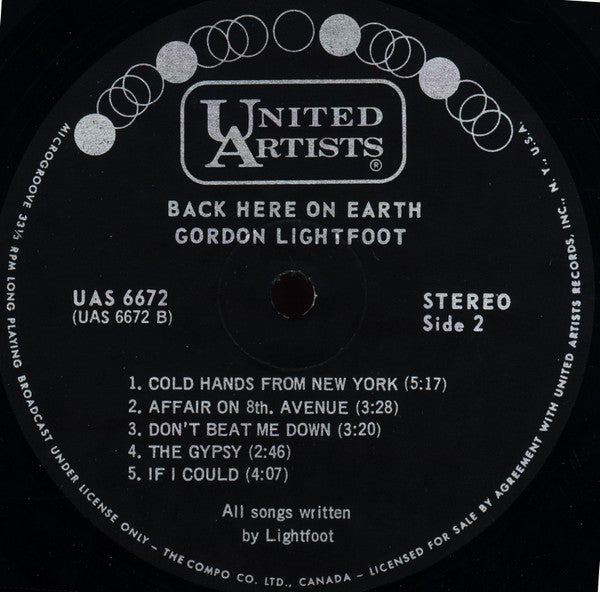 UNITED
ARTISTS®
BACK HERE ON EARTH
GORDON LIGHTFOOT
UAS 6672
(UAS 6672 B)
STEREO
Side 2
1. COLD HANDS FROM NEW YORK (5:17)
2. AFFAIR ON 8th. AVENUE (3:28)
3. DON'T BEAT ME DOWN (3:20)
4. THE GYPSY (2:46)
5. IF I COULD (4:07)
All songs written
by Lightfoot
MICROGROOVE 33⅓ RPM LONG PLAYING BROADCAST UNDER LICENSE ONLY – THE COMPO CO. LTD., CANADA – LICENSED FOR SALE BY AGREEMENT WITH UNITED ARTISTS RECORDS, INC., N. Y., U.S.A.